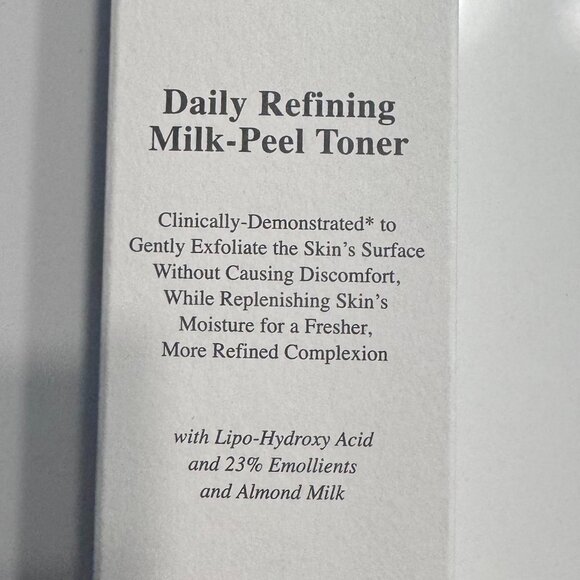 Daily Refining
Milk-Peel Toner
Clinically-Demonstrated* to
Gently Exfoliate the Skin's Surface
Without Causing Discomfort,
While Replenishing Skin's
Moisture for a Fresher,
More Refined Complexion
with Lipo-Hydroxy Acid
and 23% Emollients
and Almond Milk